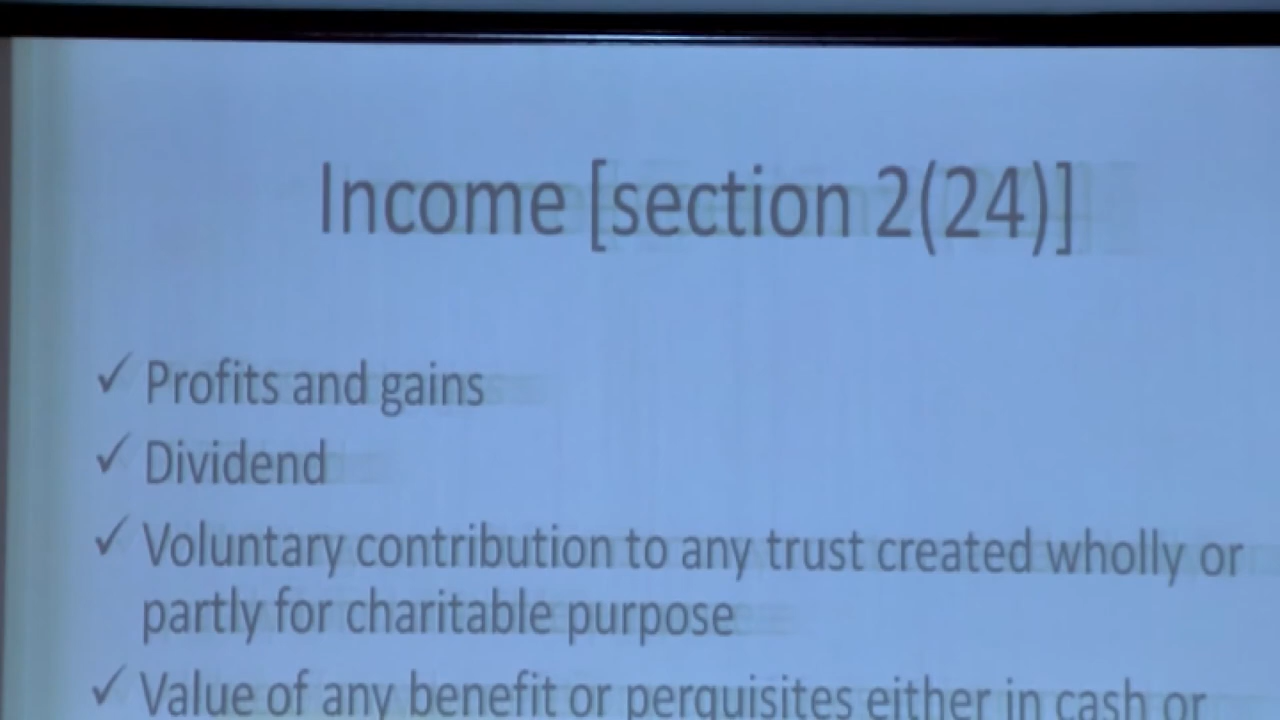 Income [section 2(24)]
✓ Profits and gains
✓ Dividend
✓ Voluntary contribution to any trust created wholly or
partly for charitable purpose
✓ Value of any benefit or perquisites either in cash or